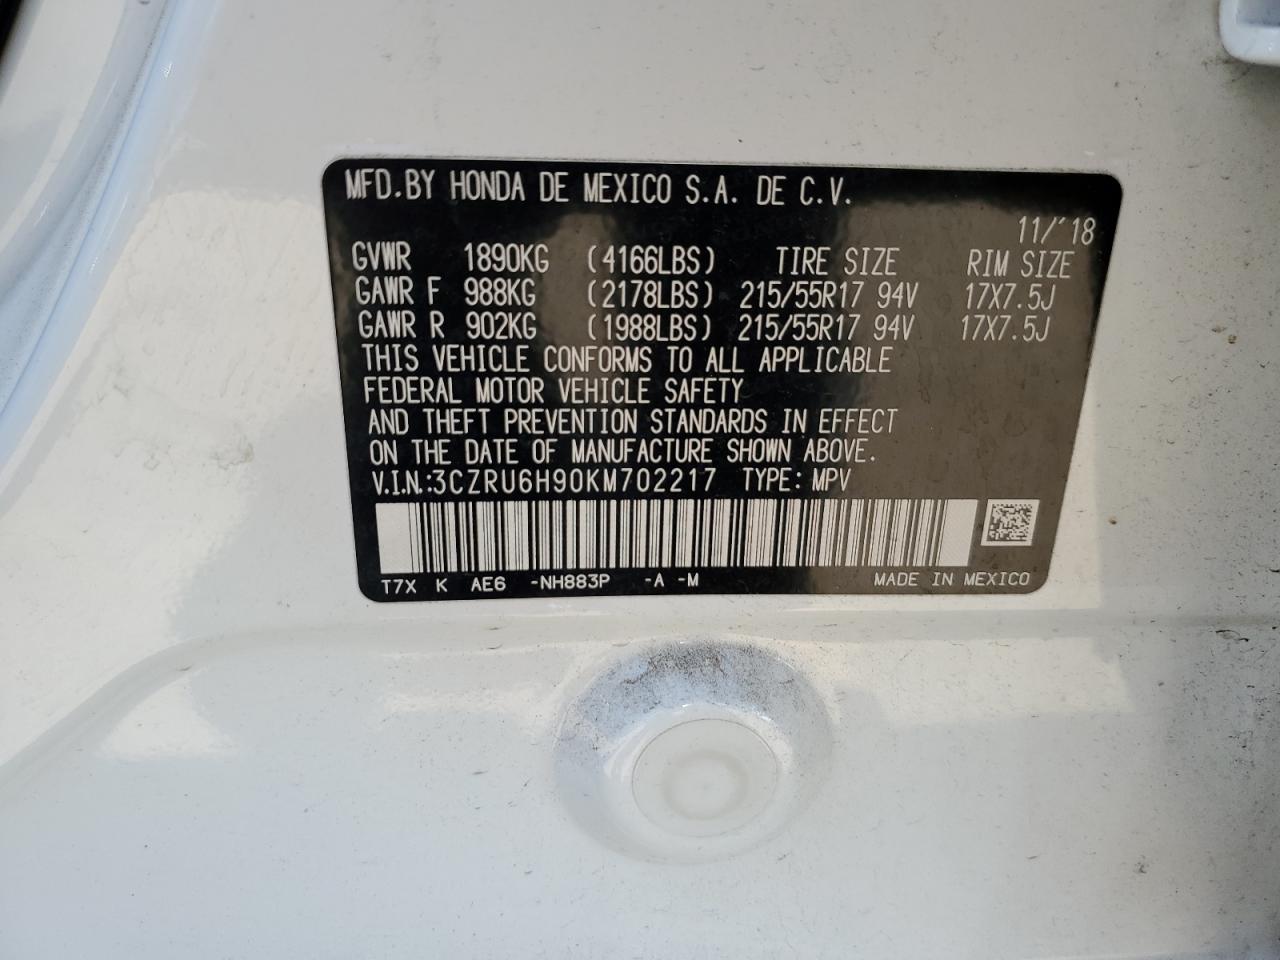 MFD.BY HONDA DE MEXICO S.A. DE C.V.
11/'18
GVWR 1890KG (4166LBS) TIRE SIZE RIM SIZE
GAWR F 988KG (2178LBS) 215/55R17 94V 17X7.5J
GAWR R 902KG (1988LBS) 215/55R17 94V 17X7.5J
THIS VEHICLE CONFORMS TO ALL APPLICABLE
FEDERAL MOTOR VEHICLE SAFETY
AND THEFT PREVENTION STANDARDS IN EFFECT
ON THE DATE OF MANUFACTURE SHOWN ABOVE.
V.I.N.:3CZRU6H90KM702217 TYPE: MPV
T7X K AE6 -NH883P -A -M MADE IN MEXICO